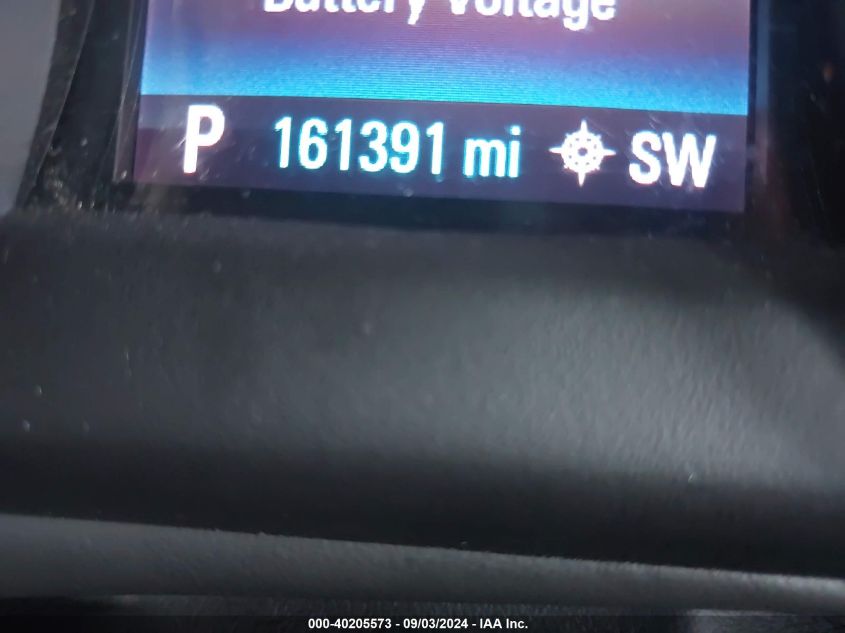 Battery Voltage
P 161391 mi SW
000-40205573 - 09/03/2024 - IAA Inc.